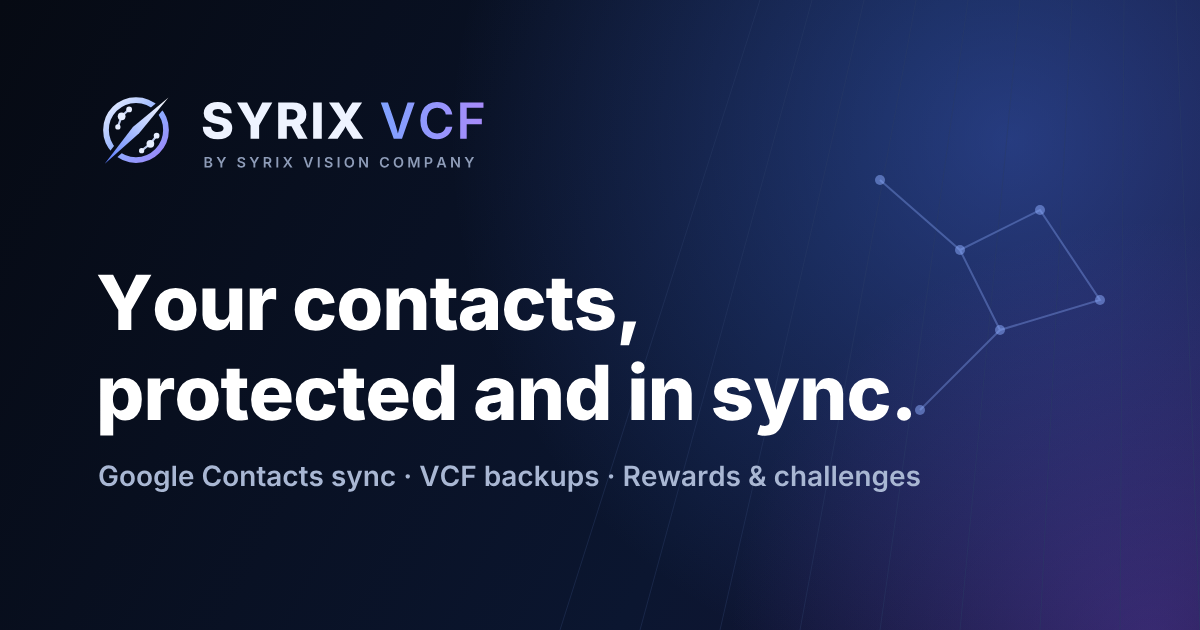 SYRIX VCF
BY SYRIX VISION COMPANY
Your contacts,
protected and in sync.
Google Contacts sync · VCF backups · Rewards & challenges